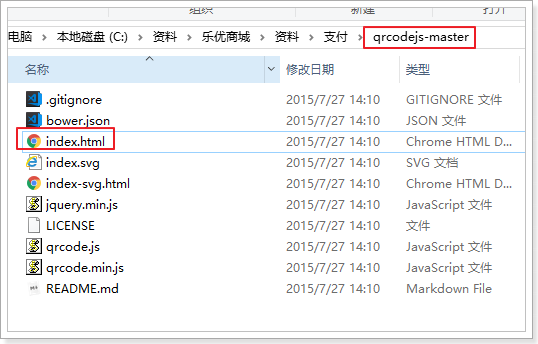 组织 新建 打开
电脑 > 本地磁盘 (C:) > 资料 > 乐优商城 > 资料 > 支付 > qrcodejs-master
名称 修改日期 类型
.gitignore 2015/7/27 14:10 GITIGNORE 文件
bower.json 2015/7/27 14:10 JSON 文件
index.html 2015/7/27 14:10 Chrome HTML D...
index.svg 2015/7/27 14:10 SVG 文档
index-svg.html 2015/7/27 14:10 Chrome HTML D...
jquery.min.js 2015/7/27 14:10 JavaScript 文件
LICENSE 2015/7/27 14:10 文件
qrcode.js 2015/7/27 14:10 JavaScript 文件
qrcode.min.js 2015/7/27 14:10 JavaScript 文件
README.md 2015/7/27 14:10 Markdown File